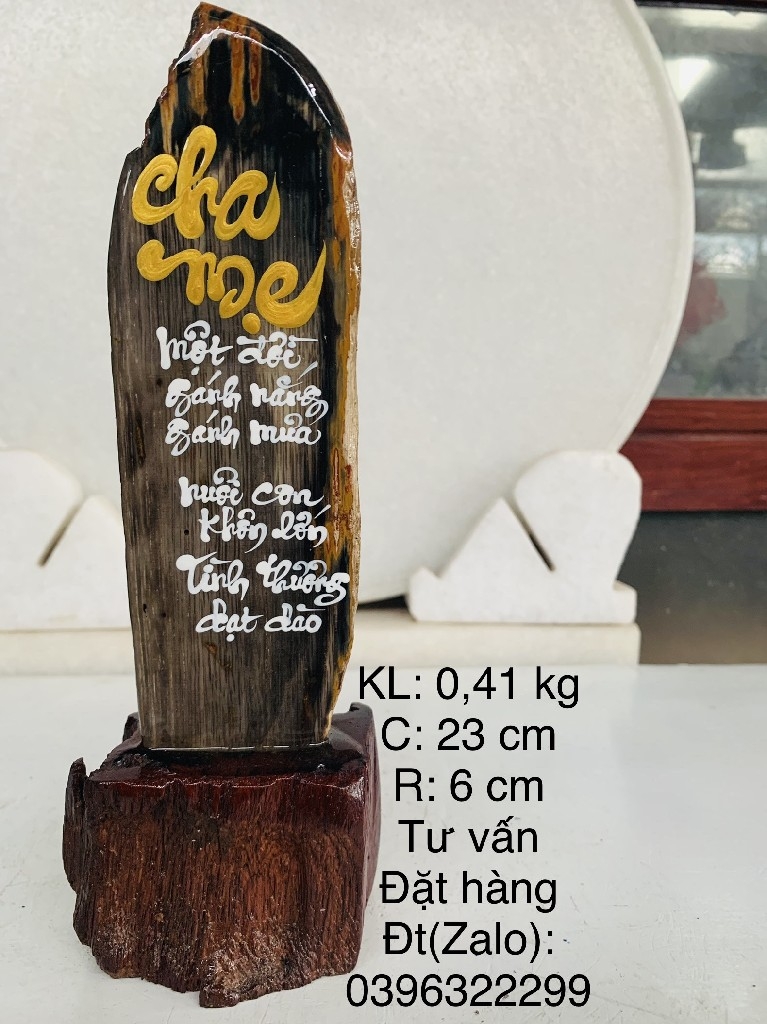 cha
mẹ
một đời
gánh nắng
gánh mưa
nuôi con
khôn lớn
Tình thương
dạt dào
KL: 0,41 kg
C: 23 cm
R: 6 cm
Tư vấn
Đặt hàng
Đt(Zalo):
0396322299